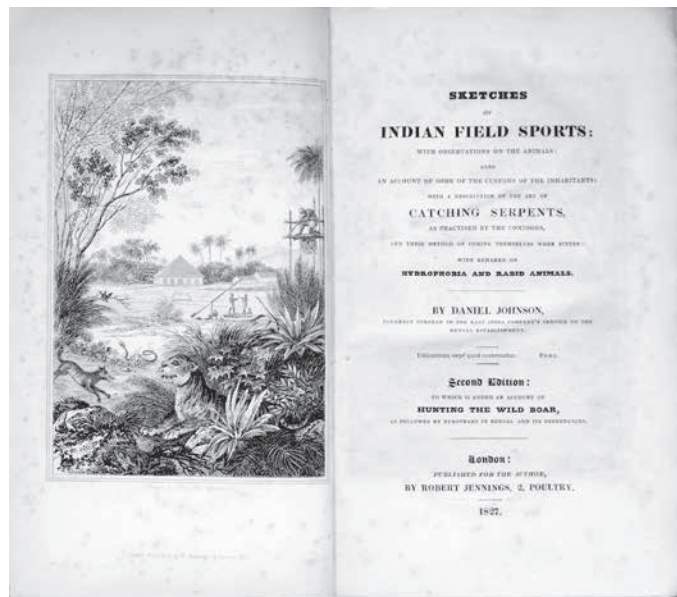 SKETCHES
OF
INDIAN FIELD SPORTS:
WITH OBSERVATIONS ON THE ANIMALS:
ALSO
AN ACCOUNT OF SOME OF THE CUSTOMS OF THE INHABITANTS:
WITH A DESCRIPTION OF THE ART OF
CATCHING SERPENTS,
AS PRACTISED BY THE CONJOORS,
AND THEIR METHOD OF CURING THEMSELVES WHEN BITTEN:
WITH REMARKS ON
HYDROPHOBIA AND RABID ANIMALS.
BY DANIEL JOHNSON,
FORMERLY SURGEON IN THE EAST INDIA COMPANY'S SERVICE ON THE
BENGAL ESTABLISHMENT.
Second Edition:
TO WHICH IS ADDED AN ACCOUNT OF
HUNTING THE WILD BOAR,
AS FOLLOWED BY EUROPEANS IN BENGAL AND ITS DEPENDENCIES.
London:
PUBLISHED FOR THE AUTHOR,
BY ROBERT JENNINGS, 2, POULTRY.
1827.